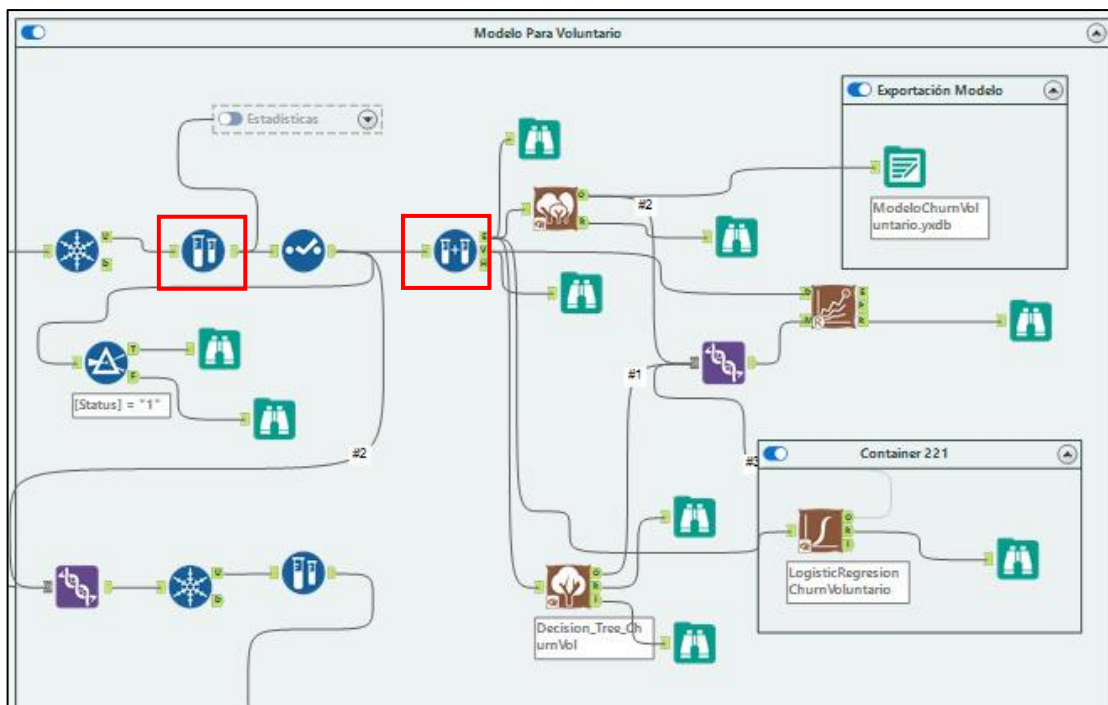 Modelo Para Voluntario
Estadísticas
Exportación Modelo
#2
ModeloChurnVol
untario.yxdb
[Status] = "1"
#1
#2
#3
Container 221
LogisticRegresion
ChurnVoluntario
Decision_Tree_Ch
urnVol